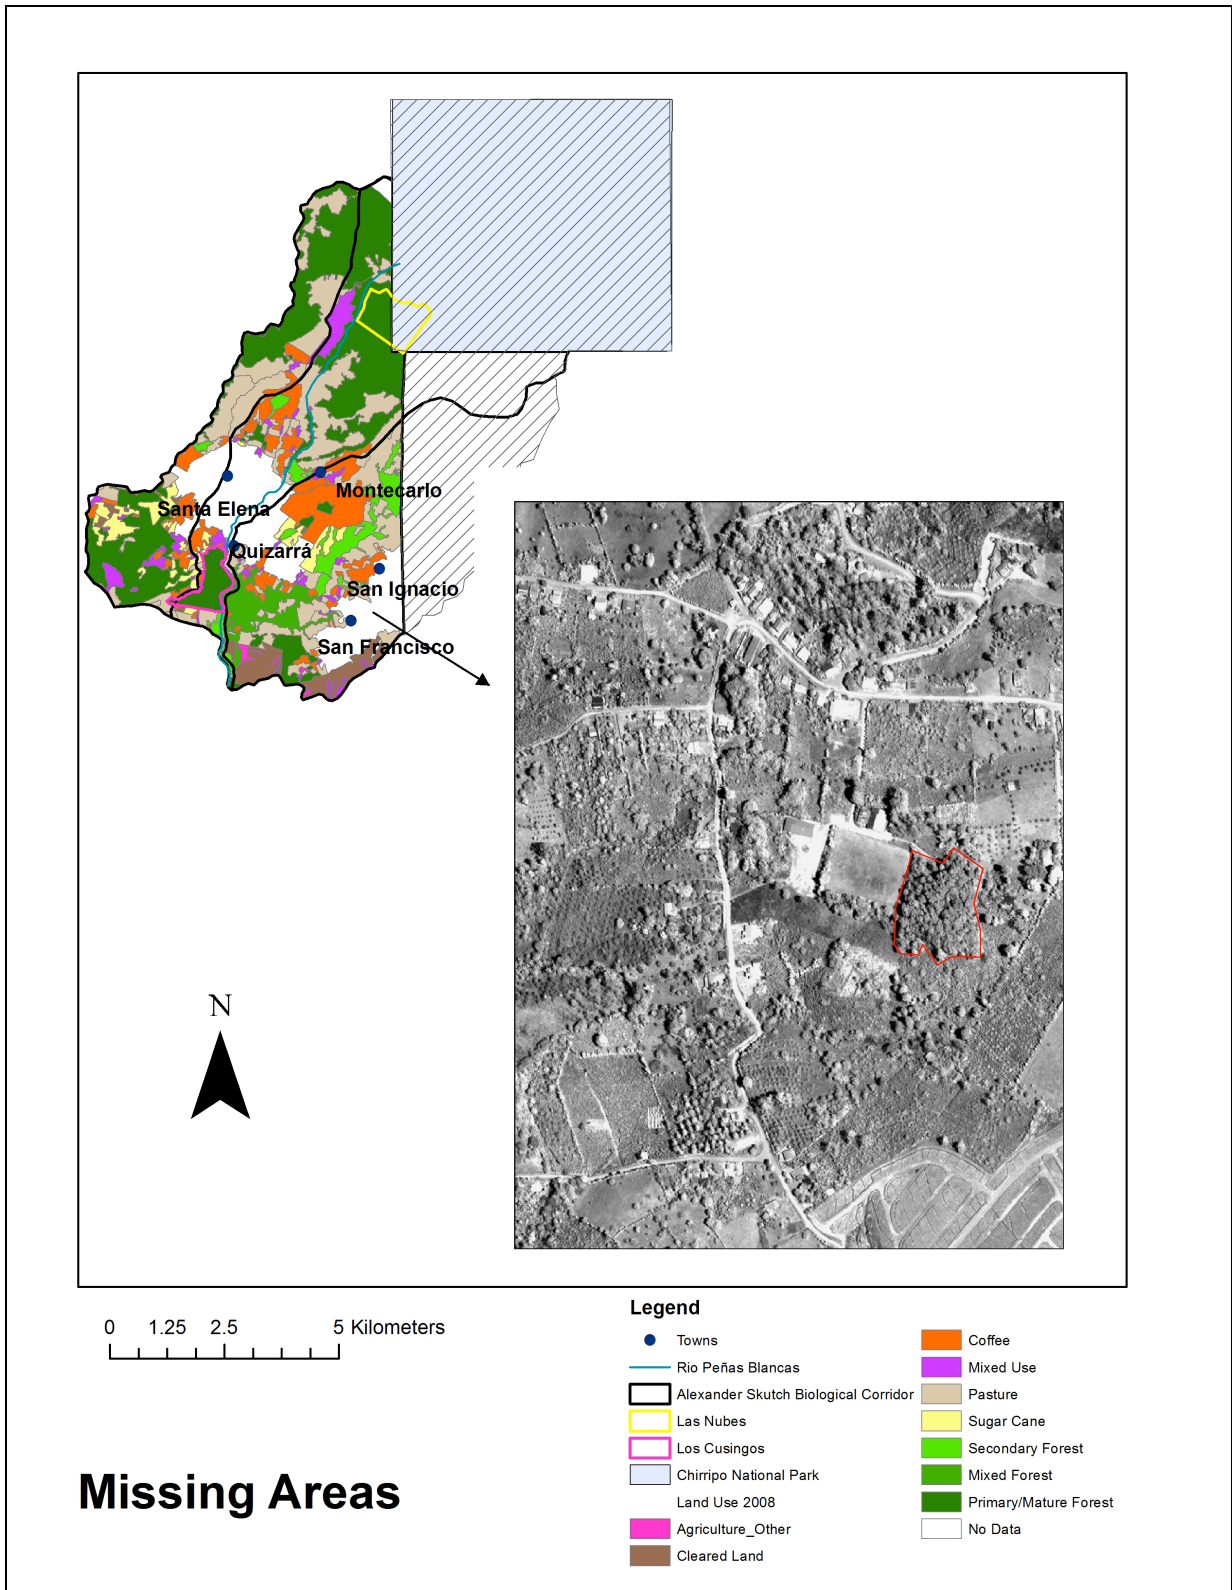 Montecarlo
Santa Elena
Quizarrá
San Ignacio
San Francisco
N
0 1.25 2.5 5 Kilometers
Missing Areas
Legend
Towns
Rio Peñas Blancas
Alexander Skutch Biological Corridor
Las Nubes
Los Cusingos
Chirripo National Park
Land Use 2008
Agriculture_Other
Cleared Land
Coffee
Mixed Use
Pasture
Sugar Cane
Secondary Forest
Mixed Forest
Primary/Mature Forest
No Data